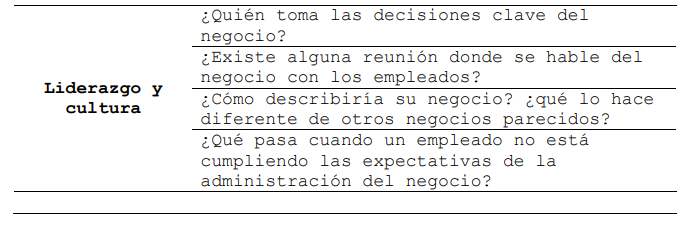 Liderazgo y
cultura
¿Quién toma las decisiones clave del
negocio?
¿Existe alguna reunión donde se hable del
negocio con los empleados?
¿Cómo describiría su negocio? ¿qué lo hace
diferente de otros negocios parecidos?
¿Qué pasa cuando un empleado no está
cumpliendo las expectativas de la
administración del negocio?